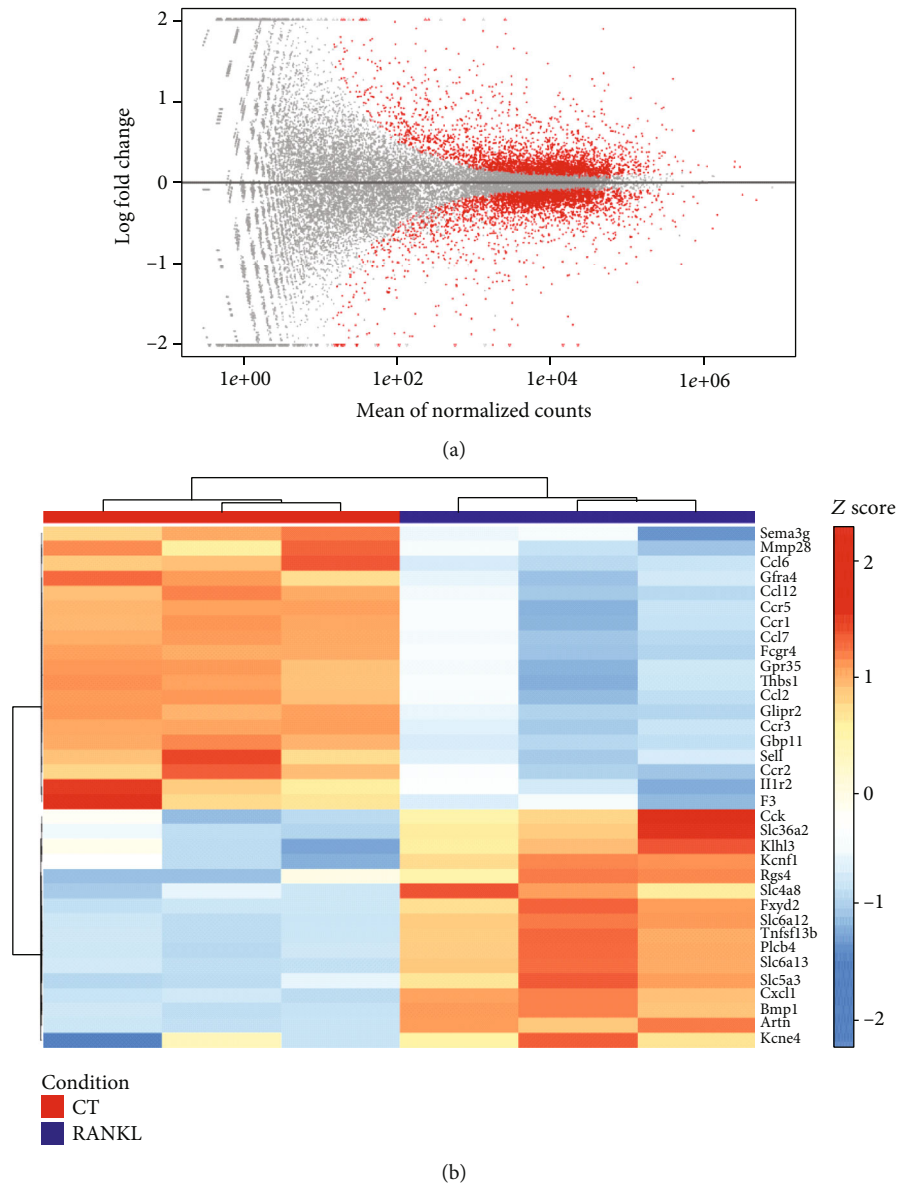 2
1
0
−1
−2
Log fold change
1e+00 1e+02 1e+04 1e+06
Mean of normalized counts
(a)
Z score
Sema3g
Mmp28
Ccl6
Gfra4
Ccl12
Ccr5
Ccr1
Ccl7
Fcgr4
Gpr35
Thbs1
Ccl2
Glipr2
Ccr3
Gbp11
Sell
Ccr2
Il1r2
F3
Cck
Slc36a2
Klhl3
Kcnf1
Rgs4
Slc4a8
Fxyd2
Slc6a12
Tnfsf13b
Plcb4
Slc6a13
Slc5a3
Cxcl1
Bmp1
Artn
Kcne4
2
1
0
−1
−2
Condition
CT
RANKL
(b)